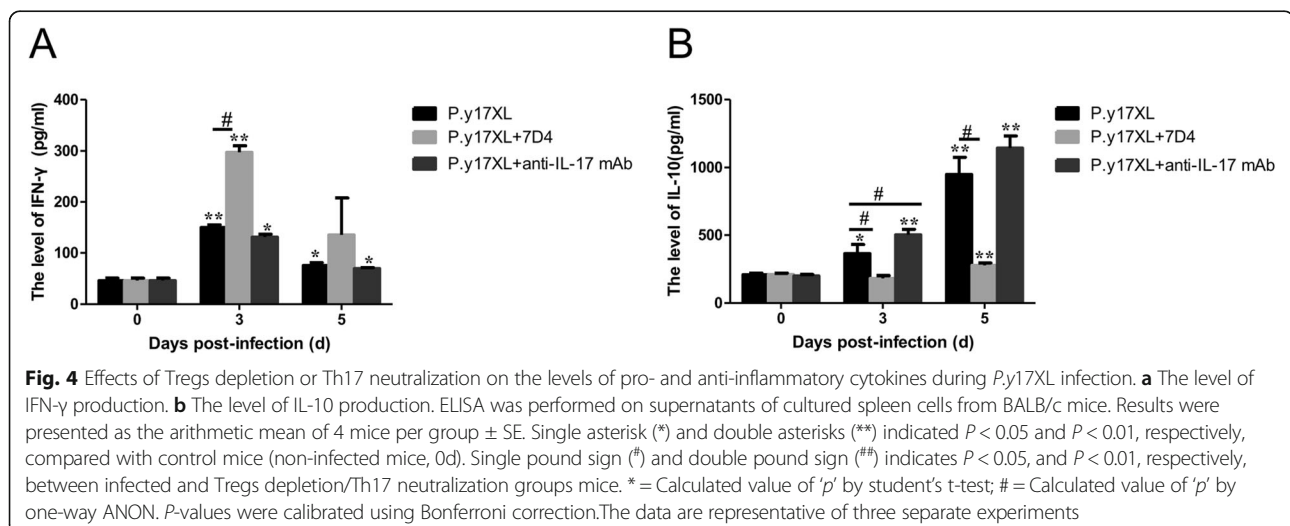 A
400
300
200
100
0
The level of IFN-γ (pg/ml)
#
**
**
*
*
*
0
3
5
Days post-infection (d)
P.y17XL
P.y17XL+7D4
P.y17XL+anti-IL-17 mAb
B
1500
1000
500
0
The level of IL-10(pg/ml)
#
#
*
**
#
**
**
**
0
3
5
Days post-infection (d)
P.y17XL
P.y17XL+7D4
P.y17XL+anti-IL-17 mAb
Fig. 4 Effects of Tregs depletion or Th17 neutralization on the levels of pro- and anti-inflammatory cytokines during P.y17XL infection. a The level of
IFN-γ production. b The level of IL-10 production. ELISA was performed on supernatants of cultured spleen cells from BALB/c mice. Results were
presented as the arithmetic mean of 4 mice per group ± SE. Single asterisk (*) and double asterisks (**) indicated P < 0.05 and P < 0.01, respectively,
compared with control mice (non-infected mice, 0d). Single pound sign (#) and double pound sign (##) indicates P < 0.05, and P < 0.01, respectively,
between infected and Tregs depletion/Th17 neutralization groups mice. * = Calculated value of ‘p’ by student’s t-test; # = Calculated value of ‘p’ by
one-way ANON. P-values were calibrated using Bonferroni correction.The data are representative of three separate experiments